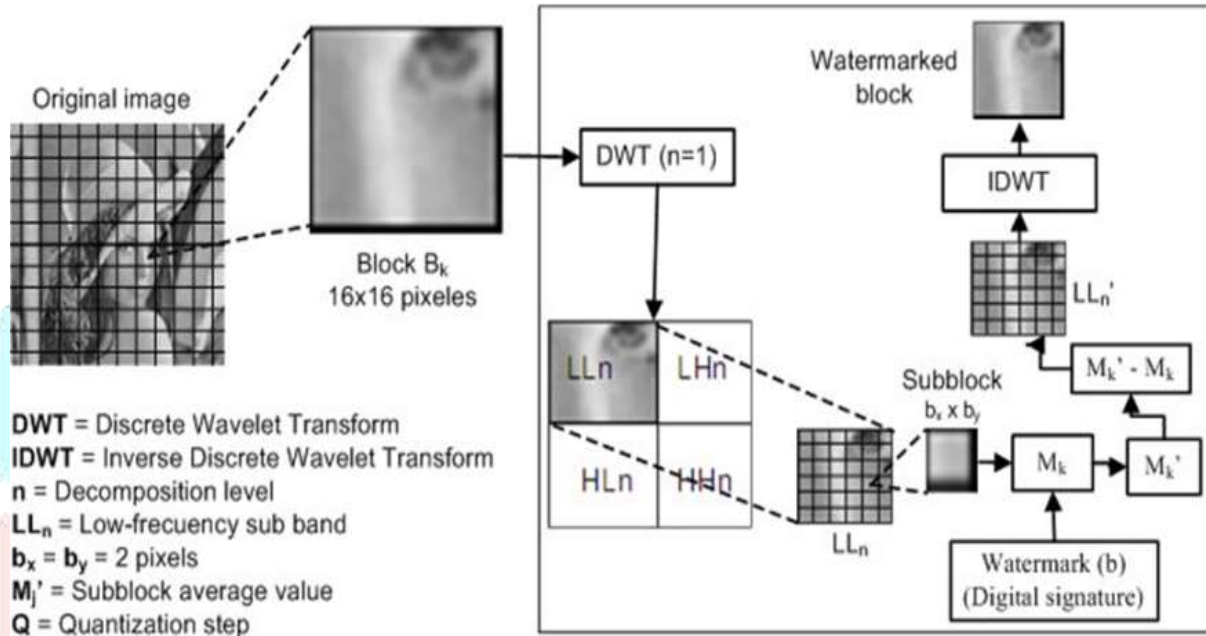 Original image
Block Bk
16x16 pixeles
DWT (n=1)
LLn
LHn
HLn
HHn
LLn
Subblock
bx x by
Mk
Mk'
Mk' - Mk
Watermark (b)
(Digital signature)
LLn'
IDWT
Watermarked
block
DWT = Discrete Wavelet Transform
IDWT = Inverse Discrete Wavelet Transform
n = Decomposition level
LLn = Low-frecuency sub band
bx = by = 2 pixels
Mj' = Subblock average value
Q = Quantization step